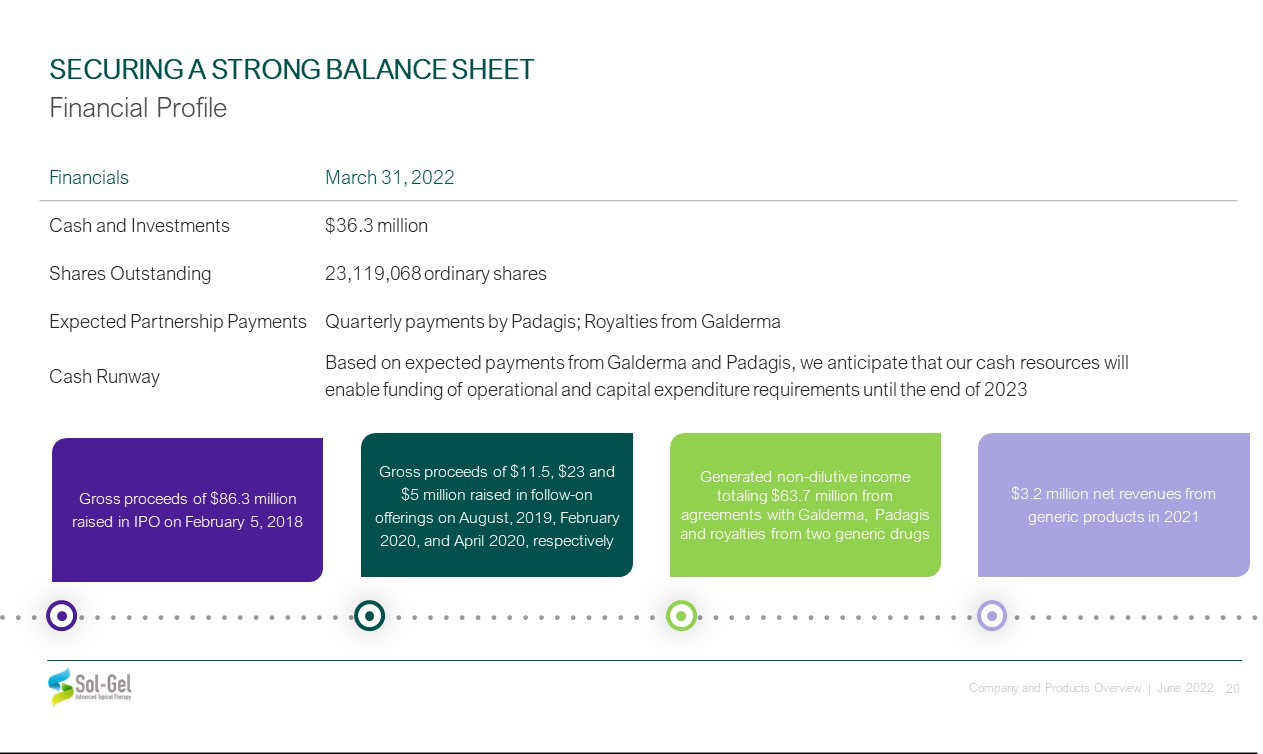 SECURING A STRONG BALANCE SHEET
Financial Profile
Financials March 31, 2022
Cash and Investments $36.3 million
Shares Outstanding 23,119,068 ordinary shares
Expected Partnership Payments Quarterly payments by Padagis; Royalties from Galderma
Cash Runway
Based on expected payments from Galderma and Padagis, we anticipate that our cash resources will
enable funding of operational and capital expenditure requirements until the end of 2023
Gross proceeds of $86.3 million
raised in IPO on February 5, 2018
Gross proceeds of $11.5, $23 and
$5 million raised in follow-on
offerings on August, 2019, February
2020, and April 2020, respectively
Generated non-dilutive income
totaling $63.7 million from
agreements with Galderma, Padagis
and royalties from two generic drugs
$3.2 million net revenues from
generic products in 2021
Sol-Gel
Advanced Topical Therapy
Company and Products Overview | June 2022 20